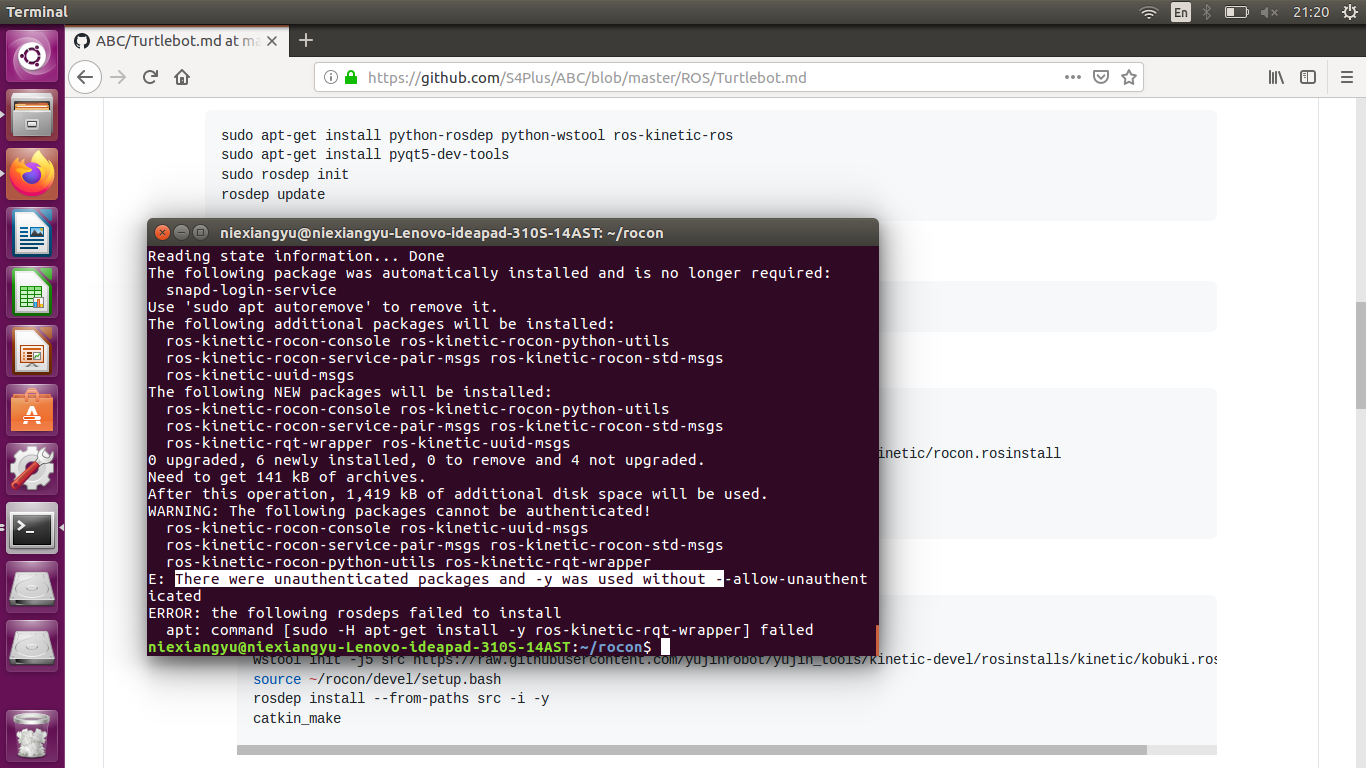 Terminal
En
21:20
ABC/Turtlebot.md at ma
https://github.com/S4Plus/ABC/blob/master/ROS/Turtlebot.md
sudo apt-get install python-rosdep python-wstool ros-kinetic-ros
sudo apt-get install pyqt5-dev-tools
sudo rosdep init
rosdep update
niexiangyu@niexiangyu-Lenovo-ideapad-310S-14AST: ~/rocon
Reading state information... Done
The following package was automatically installed and is no longer required:
snapd-login-service
Use 'sudo apt autoremove' to remove it.
The following additional packages will be installed:
ros-kinetic-rocon-console ros-kinetic-rocon-python-utils
ros-kinetic-rocon-service-pair-msgs ros-kinetic-rocon-std-msgs
ros-kinetic-uuid-msgs
The following NEW packages will be installed:
ros-kinetic-rocon-console ros-kinetic-rocon-python-utils
ros-kinetic-rocon-service-pair-msgs ros-kinetic-rocon-std-msgs
ros-kinetic-rqt-wrapper ros-kinetic-uuid-msgs
0 upgraded, 6 newly installed, 0 to remove and 4 not upgraded.
Need to get 141 kB of archives.
After this operation, 1,419 kB of additional disk space will be used.
WARNING: The following packages cannot be authenticated!
ros-kinetic-rocon-console ros-kinetic-uuid-msgs
ros-kinetic-rocon-service-pair-msgs ros-kinetic-rocon-std-msgs
ros-kinetic-rocon-python-utils ros-kinetic-rqt-wrapper
E: There were unauthenticated packages and -y was used without --allow-unauthent
icated
ERROR: the following rosdeps failed to install
apt: command [sudo -H apt-get install -y ros-kinetic-rqt-wrapper] failed
niexiangyu@niexiangyu-Lenovo-ideapad-310S-14AST:~/rocon$
inetic/rocon.rosinstall
wstool init -j5 src https://raw.githubusercontent.com/yujinrobot/yujin_tools/kinetic-devel/rosinstalls/kinetic/kobuki.ros
source ~/rocon/devel/setup.bash
rosdep install --from-paths src -i -y
catkin_make